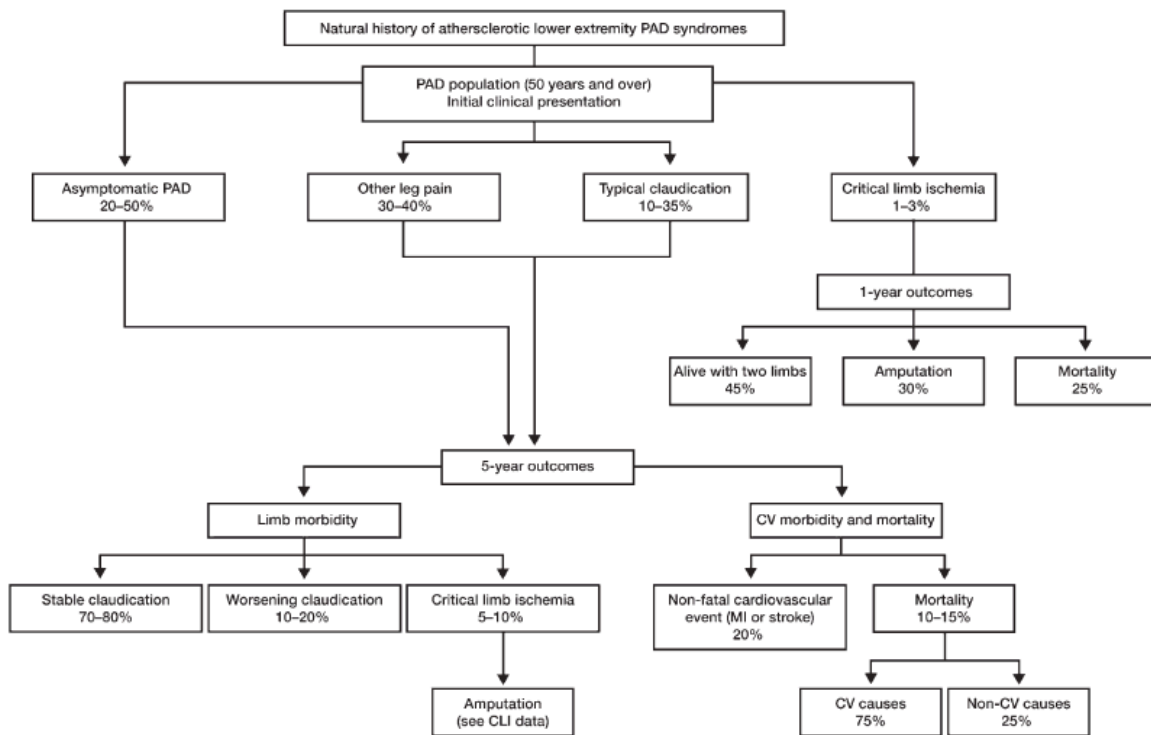 Natural history of athersclerotic lower extremity PAD syndromes
PAD population (50 years and over)
Initial clinical presentation
Asymptomatic PAD
20–50%
Other leg pain
30–40%
Typical claudication
10–35%
Critical limb ischemia
1–3%
1-year outcomes
Alive with two limbs
45%
Amputation
30%
Mortality
25%
5-year outcomes
Limb morbidity
CV morbidity and mortality
Stable claudication
70–80%
Worsening claudication
10–20%
Critical limb ischemia
5–10%
Non-fatal cardiovascular
event (MI or stroke)
20%
Mortality
10–15%
Amputation
(see CLI data)
CV causes
75%
Non-CV causes
25%